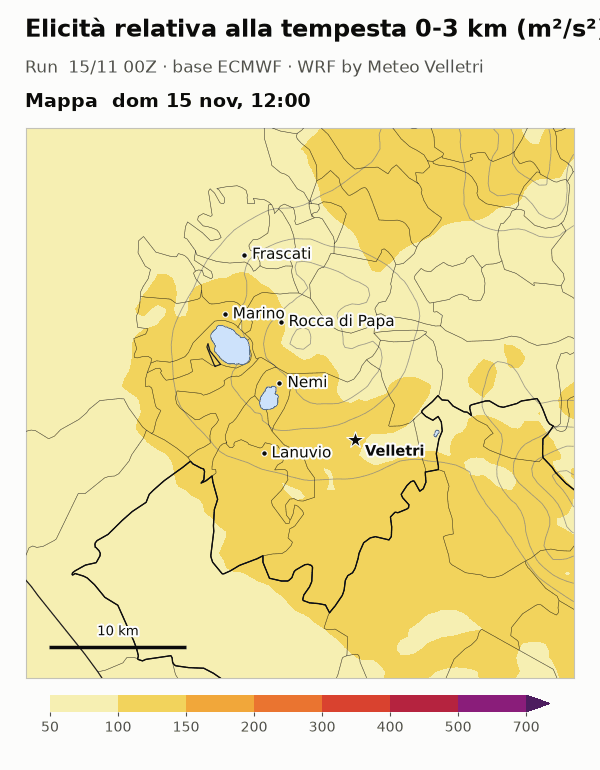 Elicità relativa alla tempesta 0-3 km (m²/s²)
Run  15/11 00Z · base ECMWF · WRF by Meteo Velletri
Mappa  dom 15 nov, 12:00
Frascati
Marino
Rocca di Papa
Nemi
Velletri
Lanuvio
10 km
50 100 150 200 300 400 500 700